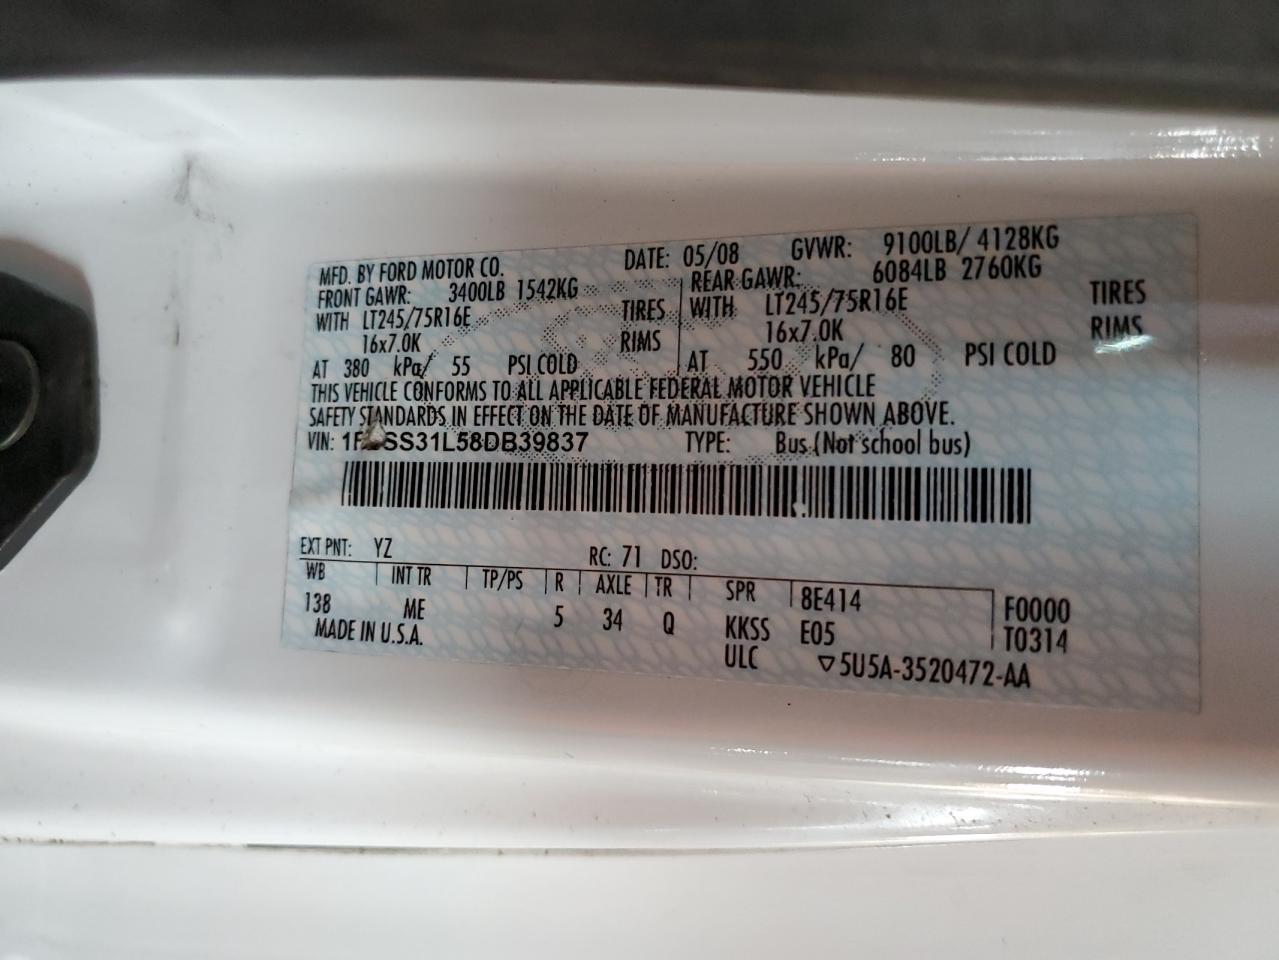 MFD. BY FORD MOTOR CO. DATE: 05/08 GVWR: 9100LB/ 4128KG
FRONT GAWR: 3400LB 1542KG REAR GAWR: 6084LB 2760KG
WITH LT245/75R16E TIRES WITH LT245/75R16E TIRES
16x7.0K RIMS 16x7.0K RIMS
AT 380 kPa/ 55 PSI COLD AT 550 kPa/ 80 PSI COLD
THIS VEHICLE CONFORMS TO ALL APPLICABLE FEDERAL MOTOR VEHICLE
SAFETY STANDARDS IN EFFECT ON THE DATE OF MANUFACTURE SHOWN ABOVE.
VIN: TYPE: Bus (Not school bus)
EXT PNT: YZ RC: 71 DSO:
WB INT TR TP/PS R AXLE TR SPR 8E414 F0000
138 ME 5 34 Q KKSS E05 T0314
MADE IN U.S.A. ULC ▽5U5A-3520472-AA